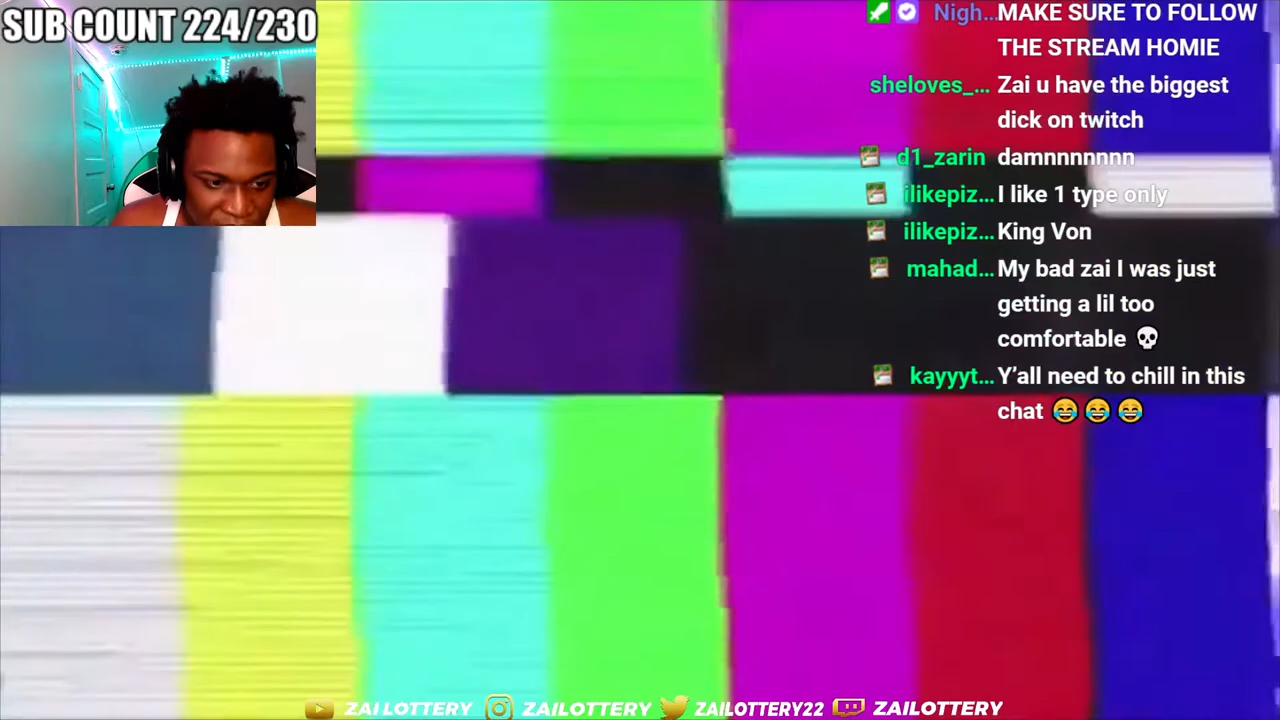 SUB COUNT 224/230
Nigh... MAKE SURE TO FOLLOW
THE STREAM HOMIE
sheloves_... Zai u have the biggest
dick on twitch
d1_zarin damnnnnnnn
ilikepiz... I like 1 type only
ilikepiz... King Von
mahad... My bad zai I was just
getting a lil too
comfortable 💀
kayyyt... Y’all need to chill in this
chat 😂 😂 😂
ZAILOTTERY ZAILOTTERY ZAILOTTERY22 ZAILOTTERY